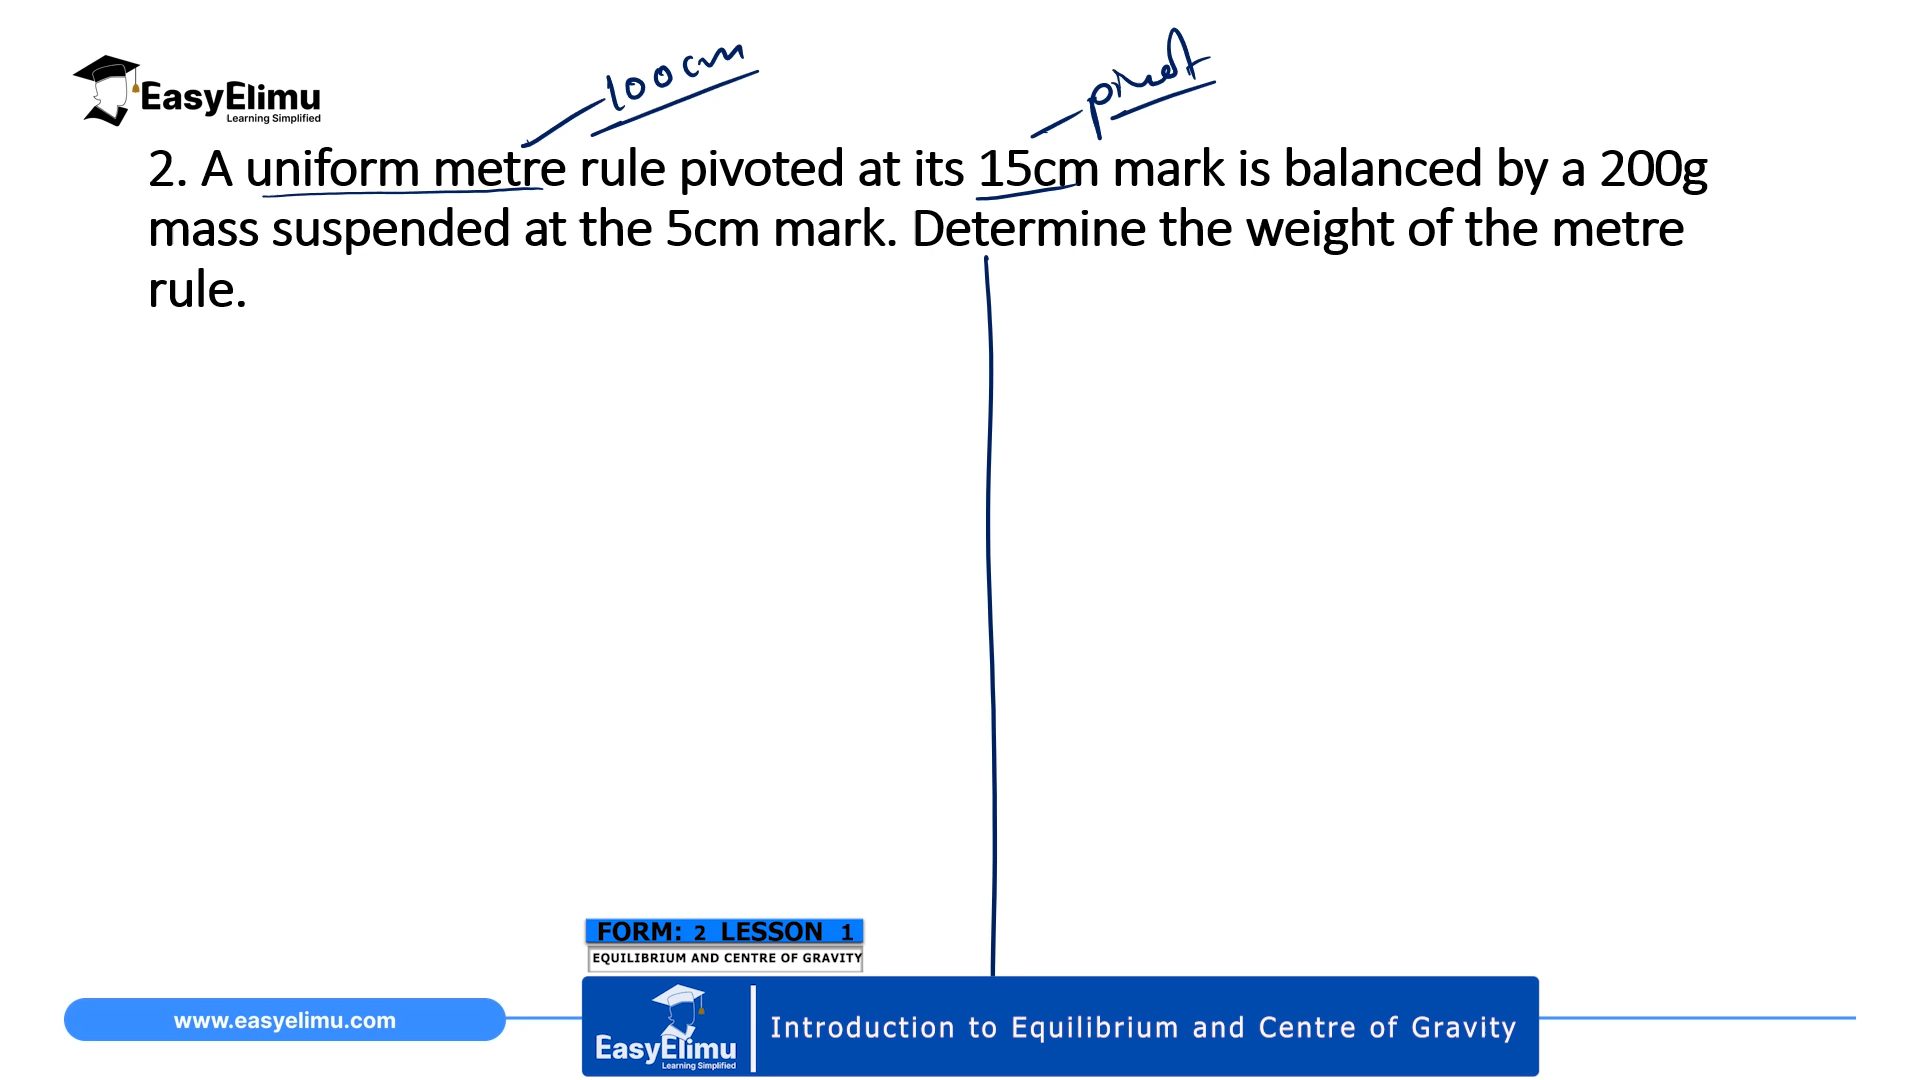 100cm
pivot
EasyElimu
Learning Simplified
2. A uniform metre rule pivoted at its 15cm mark is balanced by a 200g
mass suspended at the 5cm mark. Determine the weight of the metre
rule.
FORM: 2 LESSON 1
EQUILIBRIUM AND CENTRE OF GRAVITY
www.easyelimu.com
EasyElimu
Learning Simplified
Introduction to Equilibrium and Centre of Gravity